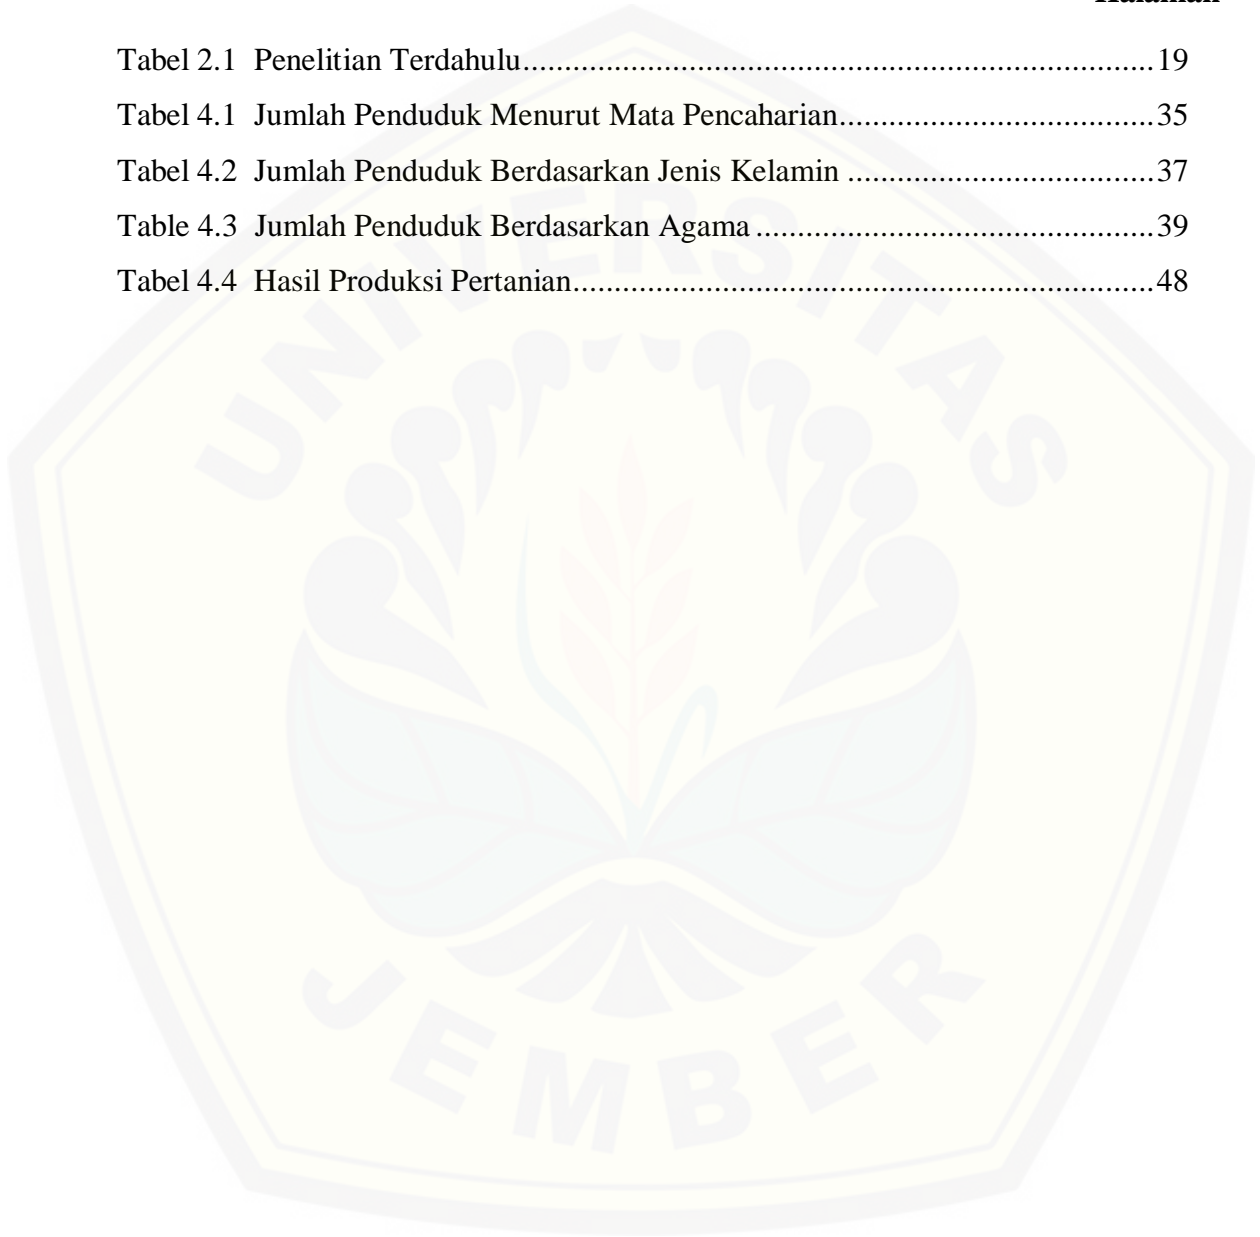 Halaman
Tabel 2.1 Penelitian Terdahulu............................................................................19
Tabel 4.1 Jumlah Penduduk Menurut Mata Pencaharian......................................35
Tabel 4.2 Jumlah Penduduk Berdasarkan Jenis Kelamin .....................................37
Table 4.3 Jumlah Penduduk Berdasarkan Agama ................................................39
Tabel 4.4 Hasil Produksi Pertanian......................................................................48
UNIVERSITAS
JEMBER